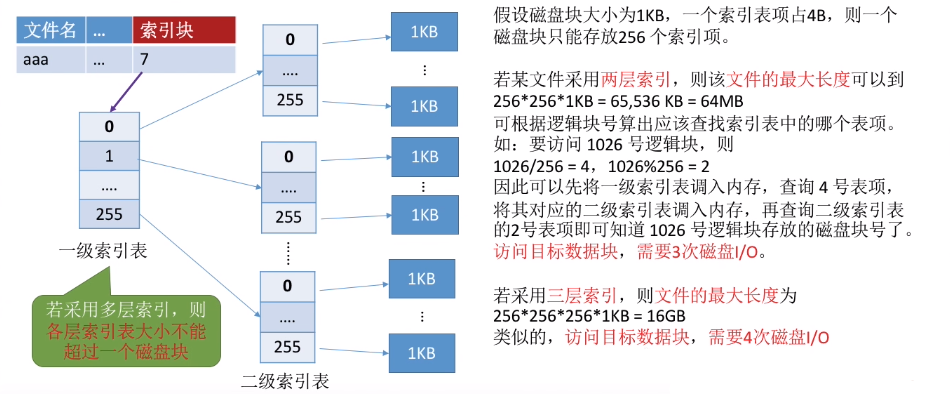 文件名 ... 索引块
aaa ... 7
0
1
....
255
一级索引表
若采用多层索引，则
各层索引表大小不能
超过一个磁盘块
0
....
255
0
....
255
......
0
....
255
二级索引表
1KB
...
1KB
1KB
...
1KB
1KB
...
1KB
假设磁盘块大小为1KB，一个索引表项占4B，则一个
磁盘块只能存放256 个索引项。
若某文件采用两层索引，则该文件的最大长度可以到
256*256*1KB = 65,536 KB = 64MB
可根据逻辑块号算出应该查找索引表中的哪个表项。
如：要访问 1026 号逻辑块，则
1026/256 = 4，1026%256 = 2
因此可以先将一级索引表调入内存，查询 4 号表项，
将其对应的二级索引表调入内存，再查询二级索引表
的2号表项即可知道 1026 号逻辑块存放的磁盘块号了。
访问目标数据块，需要3次磁盘I/O。
若采用三层索引，则文件的最大长度为
256*256*256*1KB = 16GB
类似的，访问目标数据块，需要4次磁盘I/O